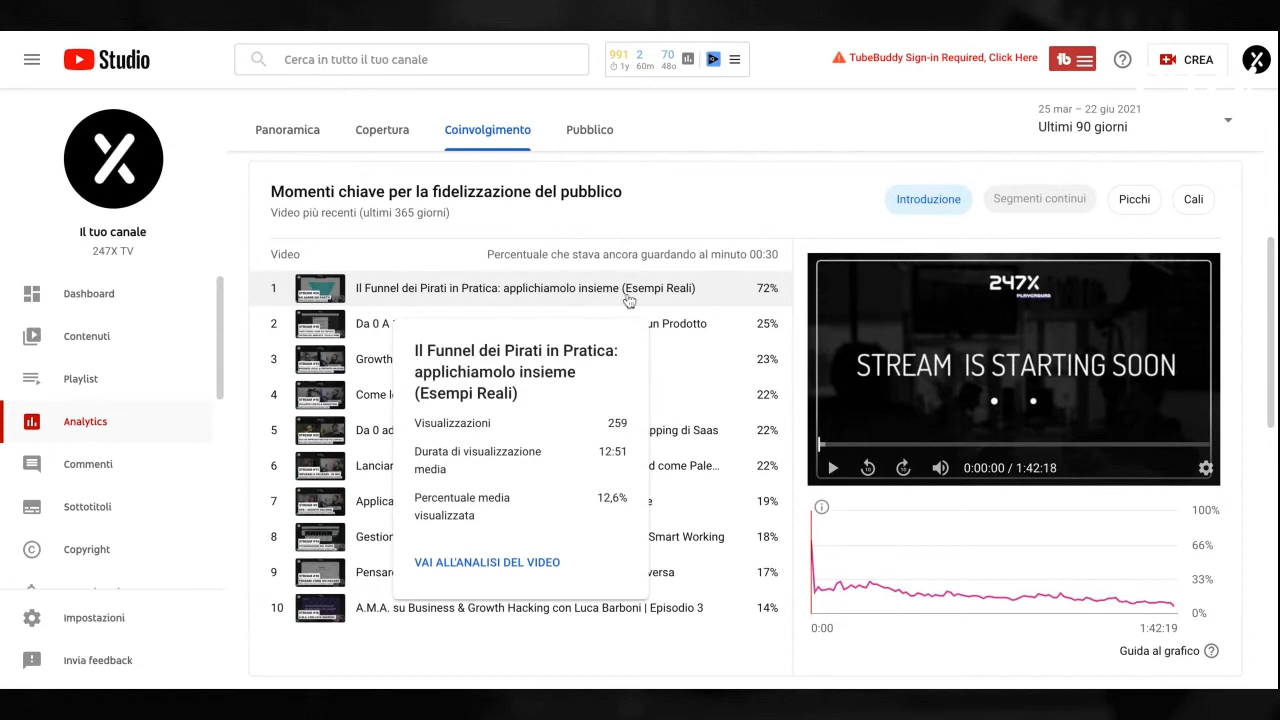 Studio
Cerca in tutto il tuo canale
991 2 70
1y 60m 48o
TubeBuddy Sign-in Required, Click Here
tb
CREA
Il tuo canale
247X TV
Dashboard
Contenuti
Playlist
Analytics
Commenti
Sottotitoli
Copyright
Impostazioni
Invia feedback
Panoramica
Copertura
Coinvolgimento
Pubblico
25 mar – 22 giu 2021
Ultimi 90 giorni
Momenti chiave per la fidelizzazione del pubblico
Video più recenti (ultimi 365 giorni)
Introduzione
Segmenti continui
Picchi
Cali
Video
Percentuale che stava ancora guardando al minuto 00:30
1 Il Funnel dei Pirati in Pratica: applichiamolo insieme (Esempi Reali) 72%
2 Da 0 A un Prodotto 25%
3 Growth 23%
4 Come 22%
5 Da 0 ad pping di Saas 22%
6 Lanciar d come Pale...
7 Applica e 19%
8 Gestion Smart Working 18%
9 Pensare versa 17%
10 A.M.A. su Business & Growth Hacking con Luca Barboni | Episodio 3 14%
Il Funnel dei Pirati in Pratica:
applichiamolo insieme
(Esempi Reali)
Visualizzazioni 259
Durata di visualizzazione 12:51
media
Percentuale media 12,6%
visualizzata
VAI ALL'ANALISI DEL VIDEO
247X
PLAYGROUND
STREAM IS STARTING SOON
10 10 0:00:00 / 1:42:18
100%
66%
33%
0%
0:00 1:42:19
Guida al grafico